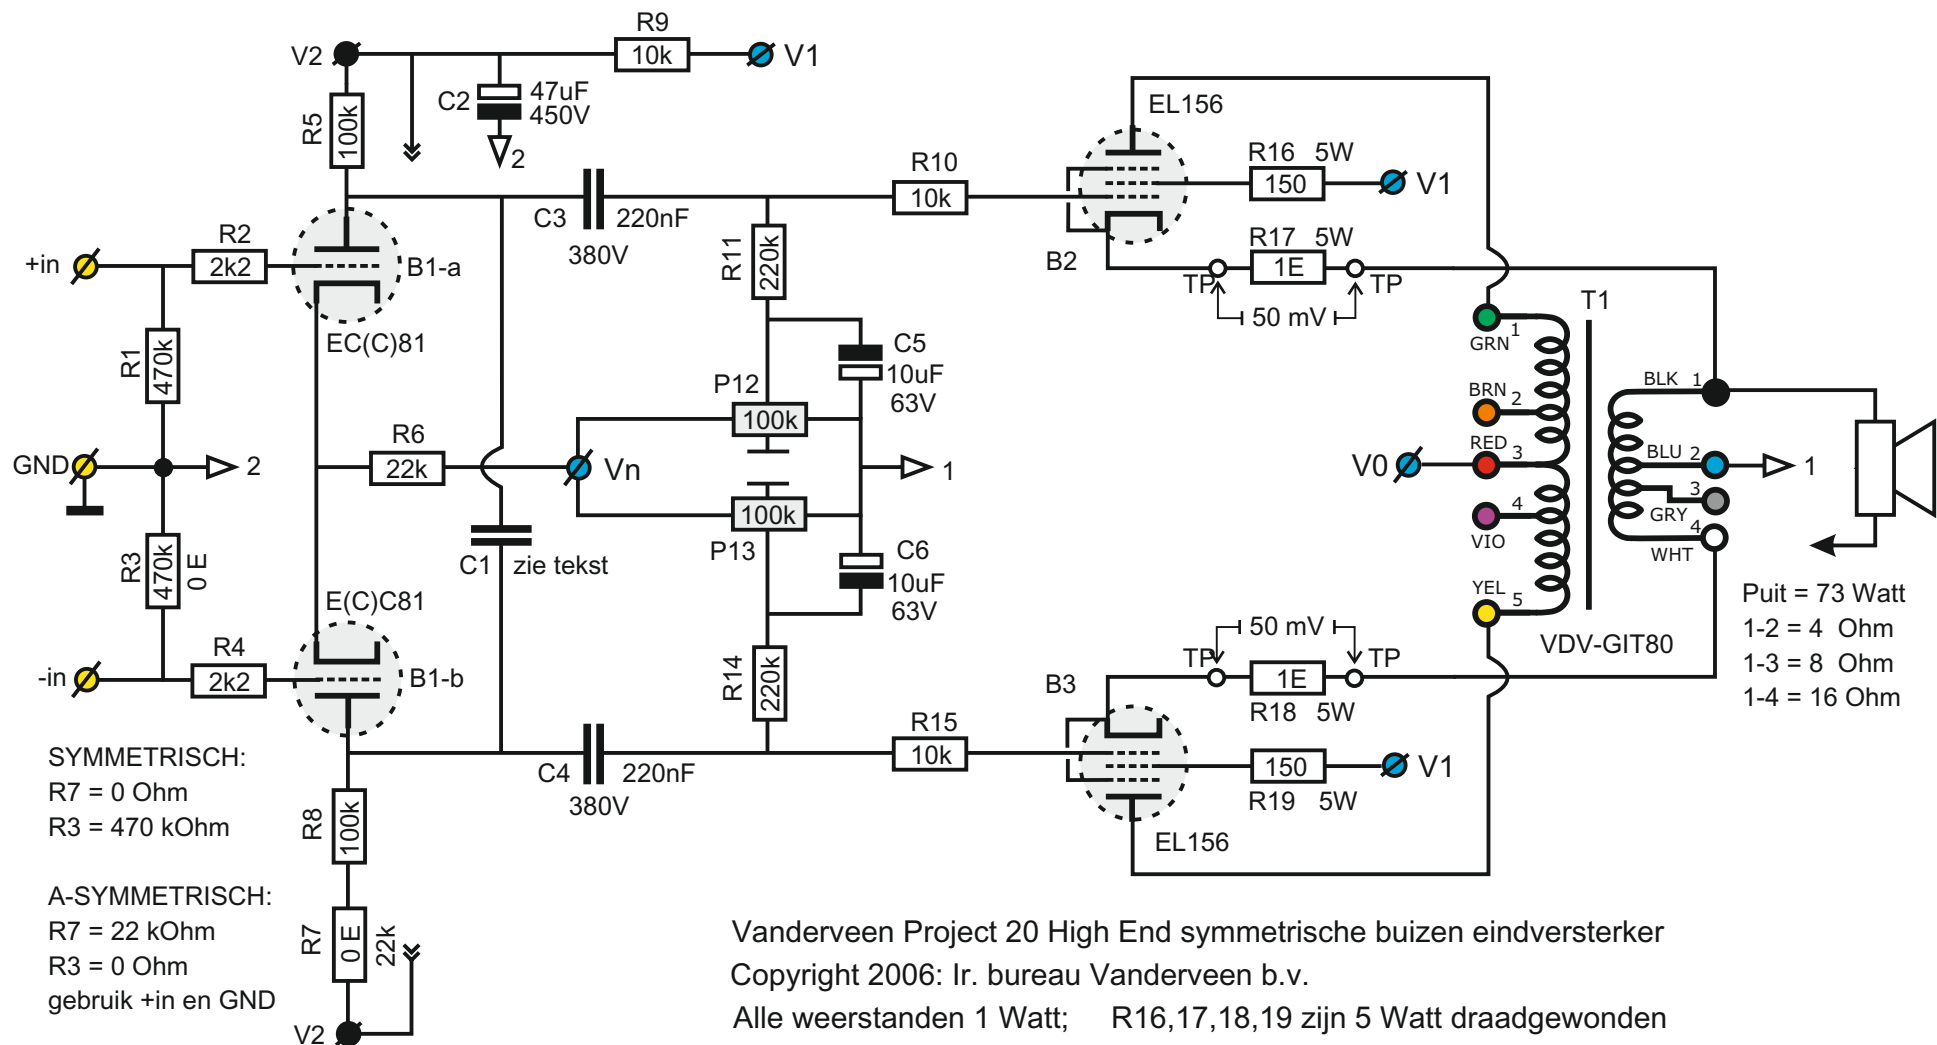 R9
V2
10k
V1
C2
47uF
450V
R5
100k
2
EL156
R16 5W
150
V1
R10
10k
C3
220nF
380V
R2
+in
2k2
B1-a
R11
220k
B2
R17 5W
1E
TP
TP
50 mV
T1
EC(C)81
R1
470k
C5
10uF
63V
P12
100k
GRN
1
BRN
2
BLK
1
R6
22k
GND
2
Vn
1
V0
RED
3
BLU
2
1
100k
P13
4
VIO
3
GRY
4
WHT
C1
zie tekst
C6
10uF
63V
R3
470k
0 E
E(C)C81
YEL
5
Puit = 73 Watt
1-2 = 4 Ohm
1-3 = 8 Ohm
1-4 = 16 Ohm
VDV-GIT80
50 mV
TP
TP
R4
-in
2k2
B1-b
R14
220k
B3
1E
R18 5W
R15
10k
C4
220nF
380V
150
V1
R19 5W
EL156
SYMMETRISCH:
R7 = 0 Ohm
R3 = 470 kOhm
R8
100k
A-SYMMETRISCH:
R7 = 22 kOhm
R3 = 0 Ohm
gebruik +in en GND
R7
0 E
22k
V2
Vanderveen Project 20 High End symmetrische buizen eindversterker
Copyright 2006: Ir. bureau Vanderveen b.v.
Alle weerstanden 1 Watt; R16,17,18,19 zijn 5 Watt draadgewonden